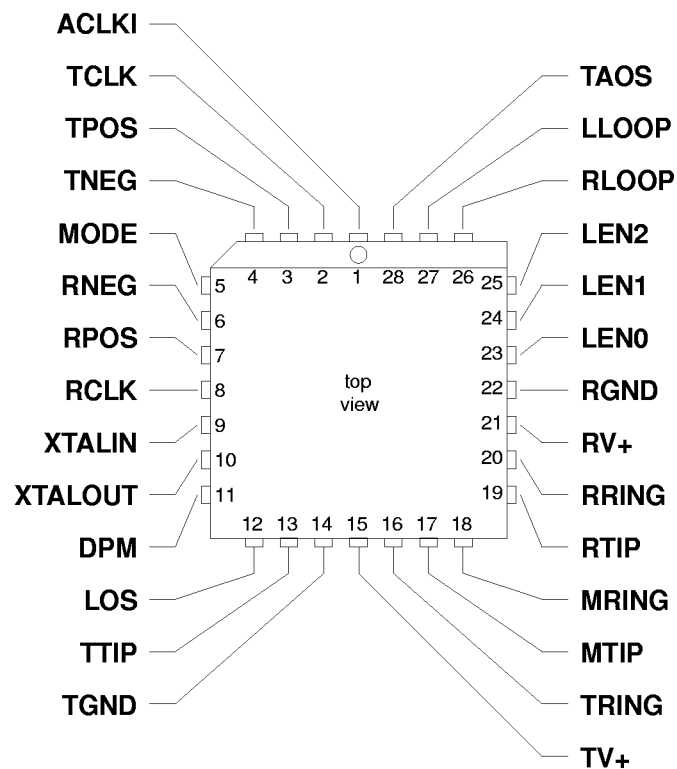 ACLKI
TCLK
TPOS
TNEG
MODE
RNEG
RPOS
RCLK
XTALIN
XTALOUT
DPM
LOS
TTIP
TGND
TAOS
LLOOP
RLOOP
LEN2
LEN1
LEN0
RGND
RV+
RRING
RTIP
MRING
MTIP
TRING
TV+
4 3 2 1 28 27 26
5
6
7
8
9
10
11
25
24
23
22
21
20
19
top
view
12 13 14 15 16 17 18